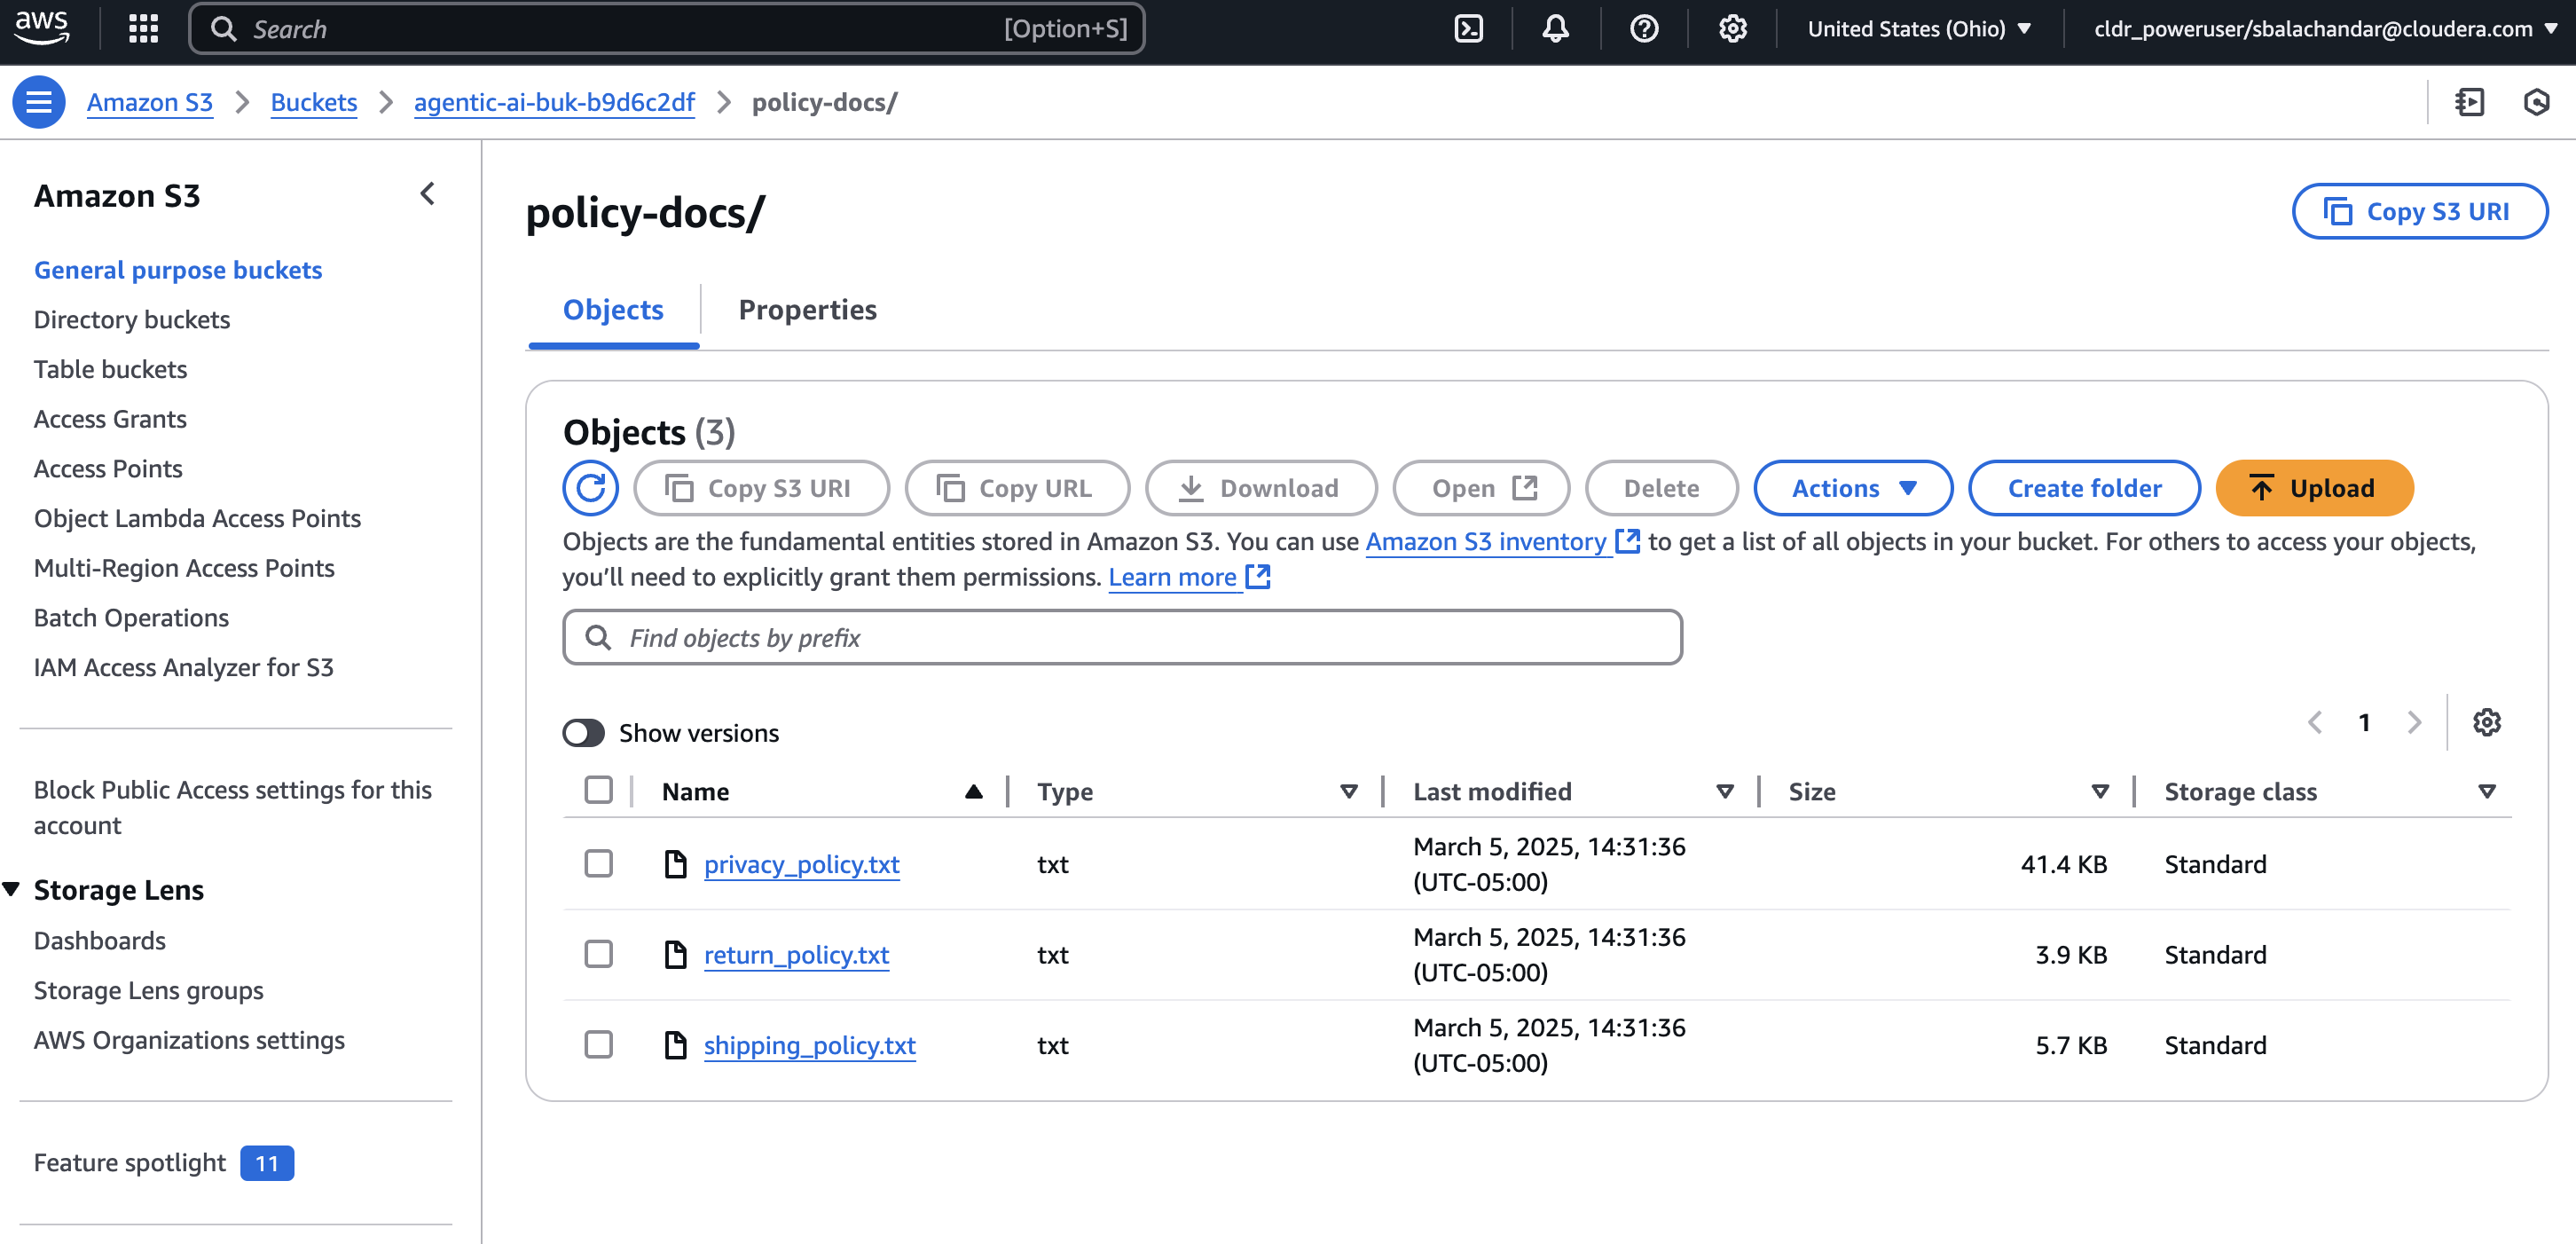 aws
Search [Option+S]
United States (Ohio)
cldr_poweruser/sbalachandar@cloudera.com
Amazon S3
Buckets
agentic-ai-buk-b9d6c2df
policy-docs/
Amazon S3
General purpose buckets
Directory buckets
Table buckets
Access Grants
Access Points
Object Lambda Access Points
Multi-Region Access Points
Batch Operations
IAM Access Analyzer for S3
Block Public Access settings for this
account
Storage Lens
Dashboards
Storage Lens groups
AWS Organizations settings
Feature spotlight 11
policy-docs/
Copy S3 URI
Objects
Properties
Objects (3)
Copy S3 URI
Copy URL
Download
Open
Delete
Actions
Create folder
Upload
Objects are the fundamental entities stored in Amazon S3. You can use Amazon S3 inventory to get a list of all objects in your bucket. For others to access your objects,
you’ll need to explicitly grant them permissions. Learn more
Find objects by prefix
Show versions
1
Name Type Last modified Size Storage class
privacy_policy.txt txt March 5, 2025, 14:31:36 41.4 KB Standard
(UTC-05:00)
return_policy.txt txt March 5, 2025, 14:31:36 3.9 KB Standard
(UTC-05:00)
shipping_policy.txt txt March 5, 2025, 14:31:36 5.7 KB Standard
(UTC-05:00)